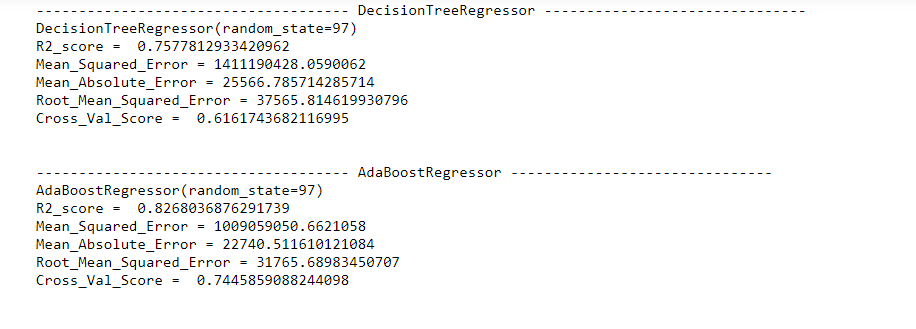 -------------------------------------- DecisionTreeRegressor --------------------------------
DecisionTreeRegressor(random_state=97)
R2_score =  0.7577812933420962
Mean_Squared_Error = 1411190428.0590062
Mean_Absolute_Error = 25566.785714285714
Root_Mean_Squared_Error = 37565.814619930796
Cross_Val_Score =  0.6161743682116995
-------------------------------------- AdaBoostRegressor --------------------------------
AdaBoostRegressor(random_state=97)
R2_score =  0.8268036876291739
Mean_Squared_Error = 1009059050.6621058
Mean_Absolute_Error = 22740.511610121084
Root_Mean_Squared_Error = 31765.68983450707
Cross_Val_Score =  0.7445859088244098